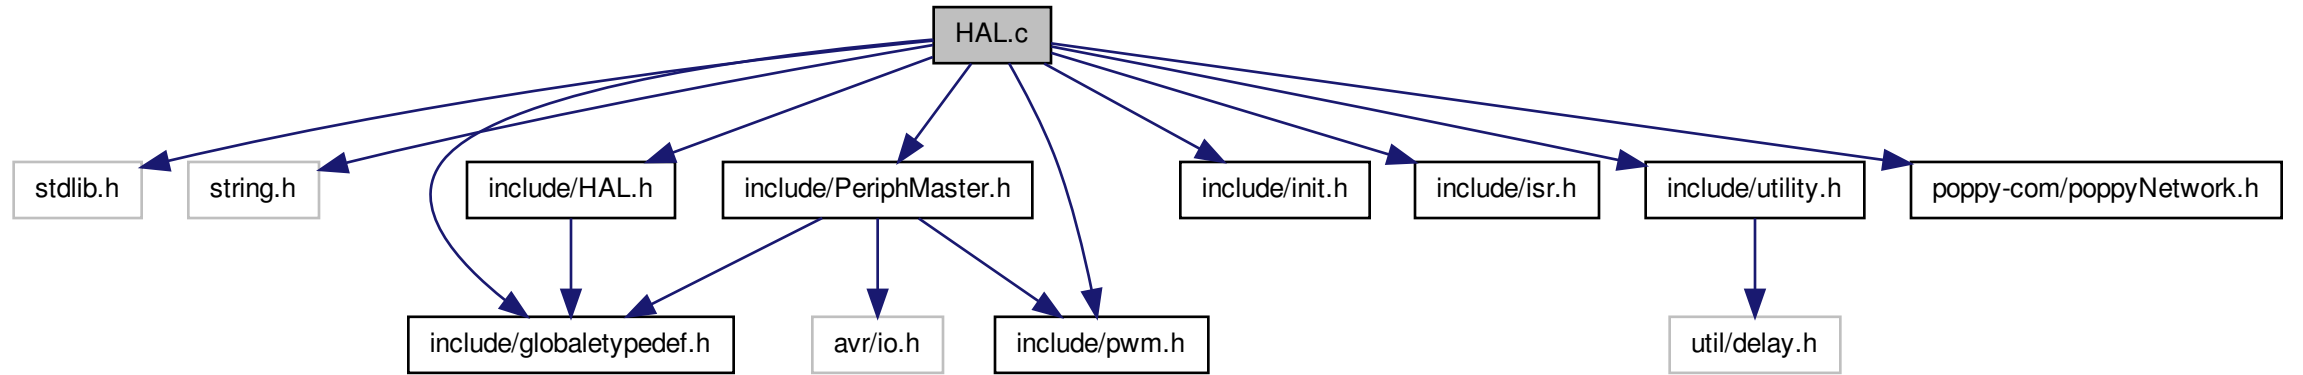 HAL.c
stdlib.h
string.h
include/HAL.h
include/PeriphMaster.h
include/init.h
include/isr.h
include/utility.h
poppy-com/poppyNetwork.h
include/globaletypedef.h
avr/io.h
include/pwm.h
util/delay.h